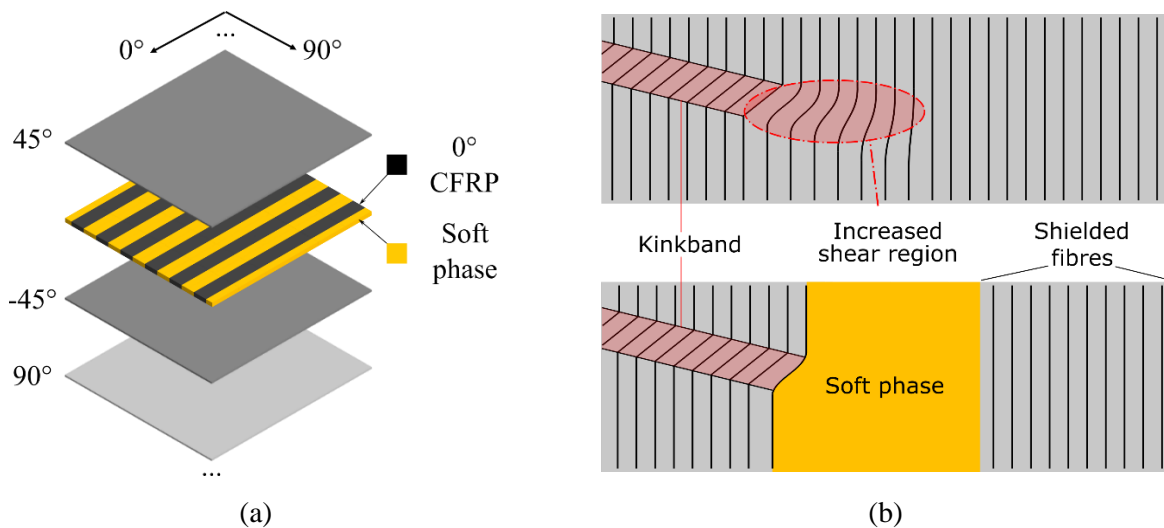 ...
0°
90°
45°
0°
CFRP
Soft
phase
-45°
90°
...
(a)
Kinkband
Increased
shear region
Shielded
fibres
Soft phase
(b)